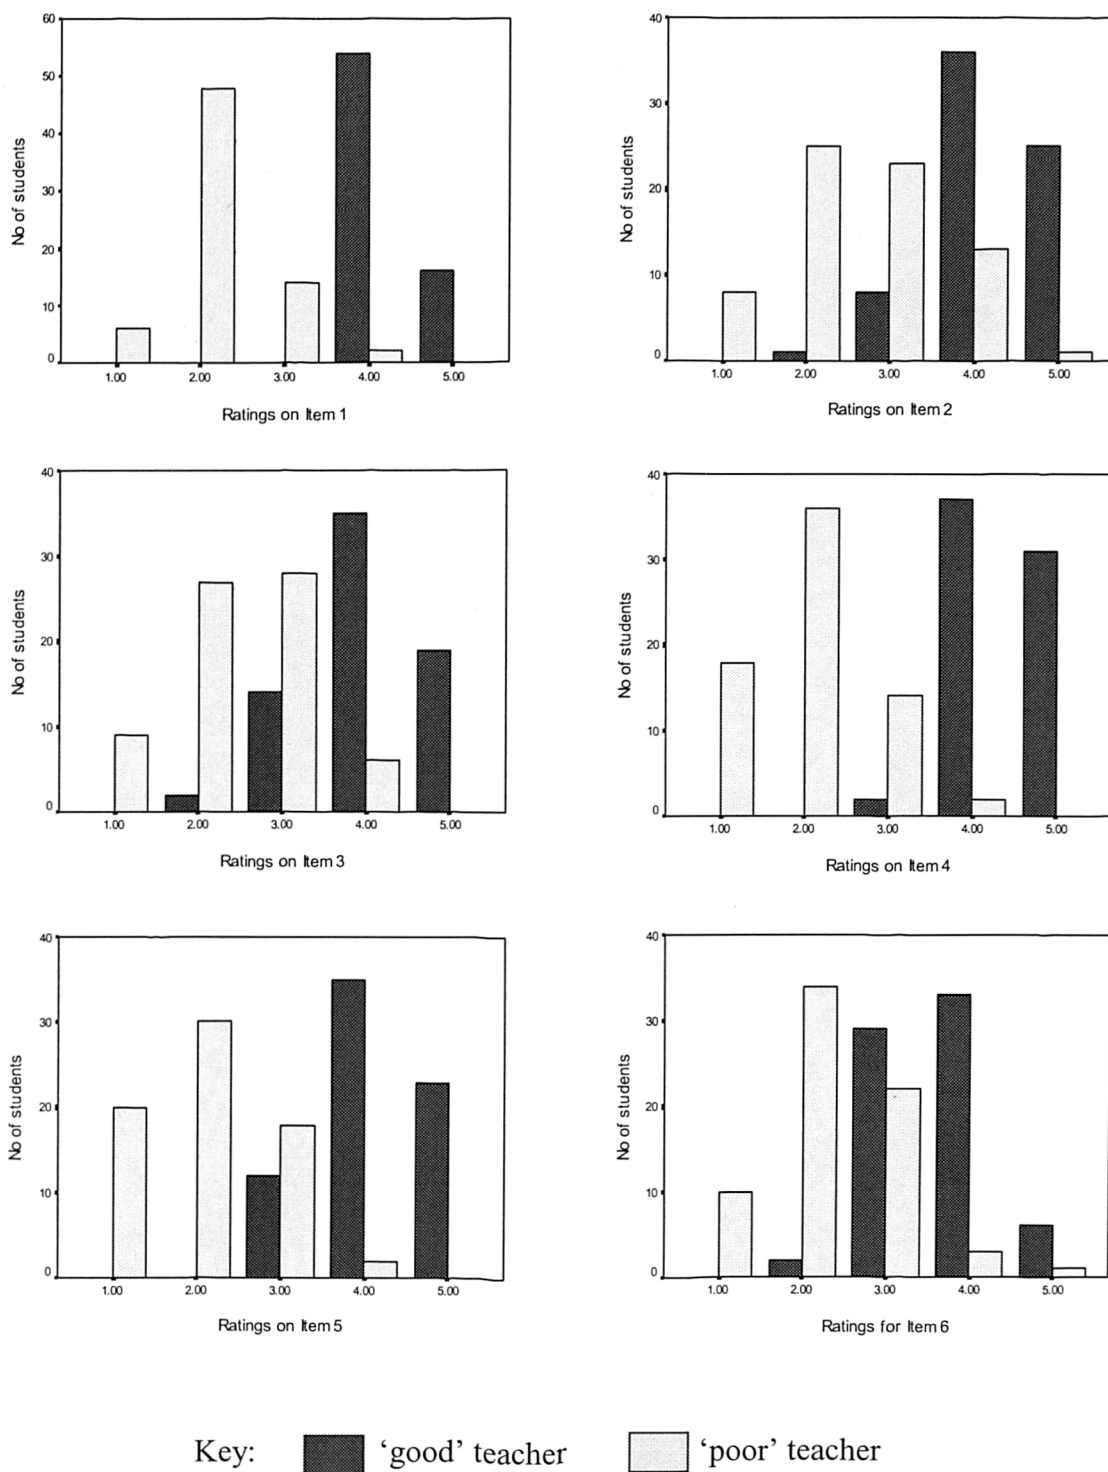 60
50
40
30
20
10
0
No of students
1.00 2.00 3.00 4.00 5.00
Ratings on Item 1
40
30
20
10
0
No of students
1.00 2.00 3.00 4.00 5.00
Ratings on Item 2
40
30
20
10
0
No of students
1.00 2.00 3.00 4.00 5.00
Ratings on Item 3
40
30
20
10
0
No of students
1.00 2.00 3.00 4.00 5.00
Ratings on Item 4
40
30
20
10
0
No of students
1.00 2.00 3.00 4.00 5.00
Ratings on Item 5
40
30
20
10
0
No of students
1.00 2.00 3.00 4.00 5.00
Ratings for Item 6
Key: ‘good’ teacher ‘poor’ teacher